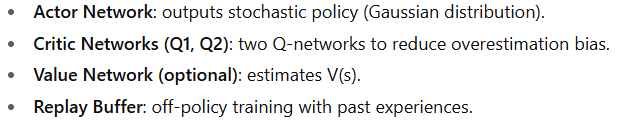 • Actor Network: outputs stochastic policy (Gaussian distribution).
• Critic Networks (Q1, Q2): two Q-networks to reduce overestimation bias.
• Value Network (optional): estimates V(s).
• Replay Buffer: off-policy training with past experiences.